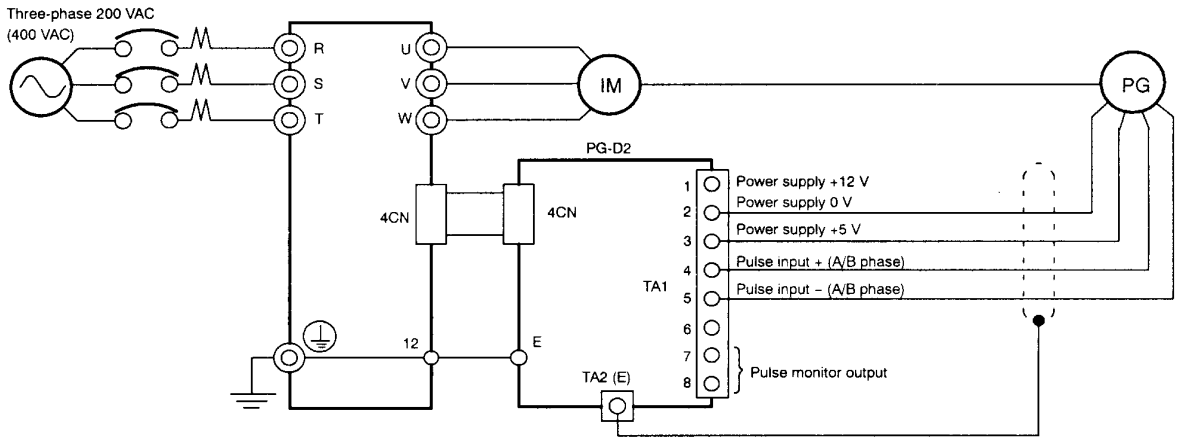 Three-phase 200 VAC
(400 VAC)
R
S
T
U
V
W
IM
PG
PG-D2
4CN
4CN
TA1
1
2
3
4
5
6
7
8
Power supply +12 V
Power supply 0 V
Power supply +5 V
Pulse input + (A/B phase)
Pulse input − (A/B phase)
Pulse monitor output
12
E
TA2 (E)